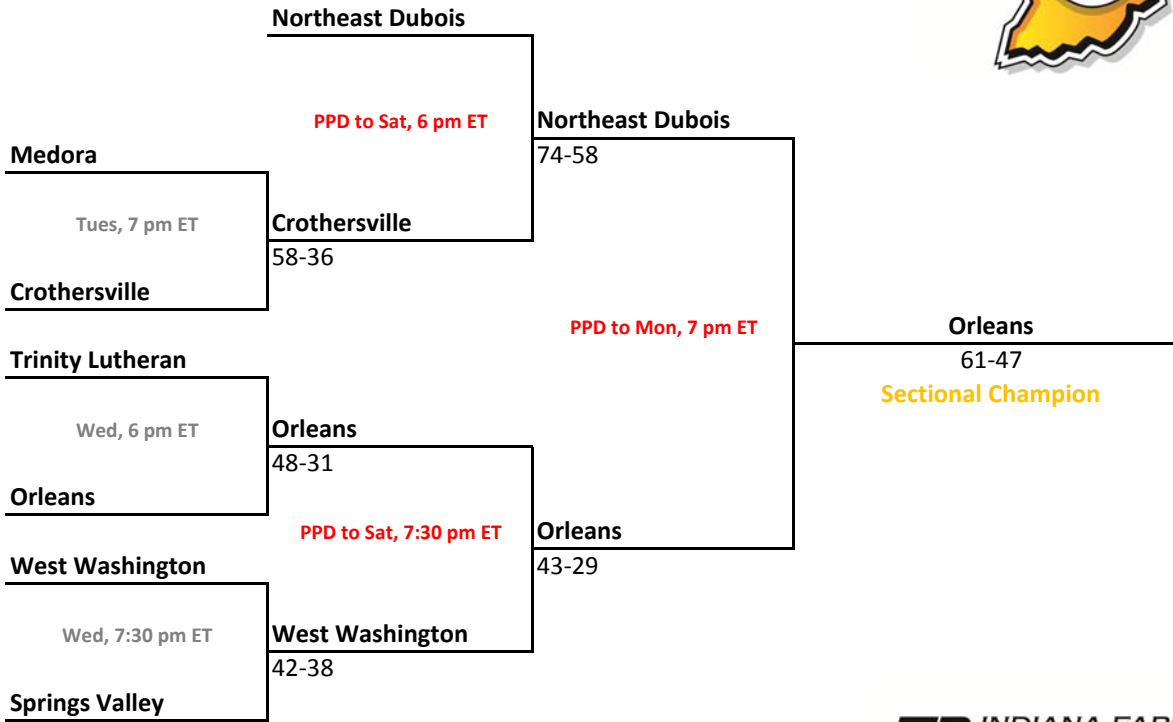 Northeast Dubois
PPD to Sat, 6 pm ET
Northeast Dubois
Medora
74-58
Tues, 7 pm ET
Crothersville
58-36
Crothersville
PPD to Mon, 7 pm ET
Orleans
Trinity Lutheran
61-47
Sectional Champion
Wed, 6 pm ET
Orleans
48-31
Orleans
PPD to Sat, 7:30 pm ET
Orleans
West Washington
43-29
Wed, 7:30 pm ET
West Washington
42-38
Springs Valley
INDIANA